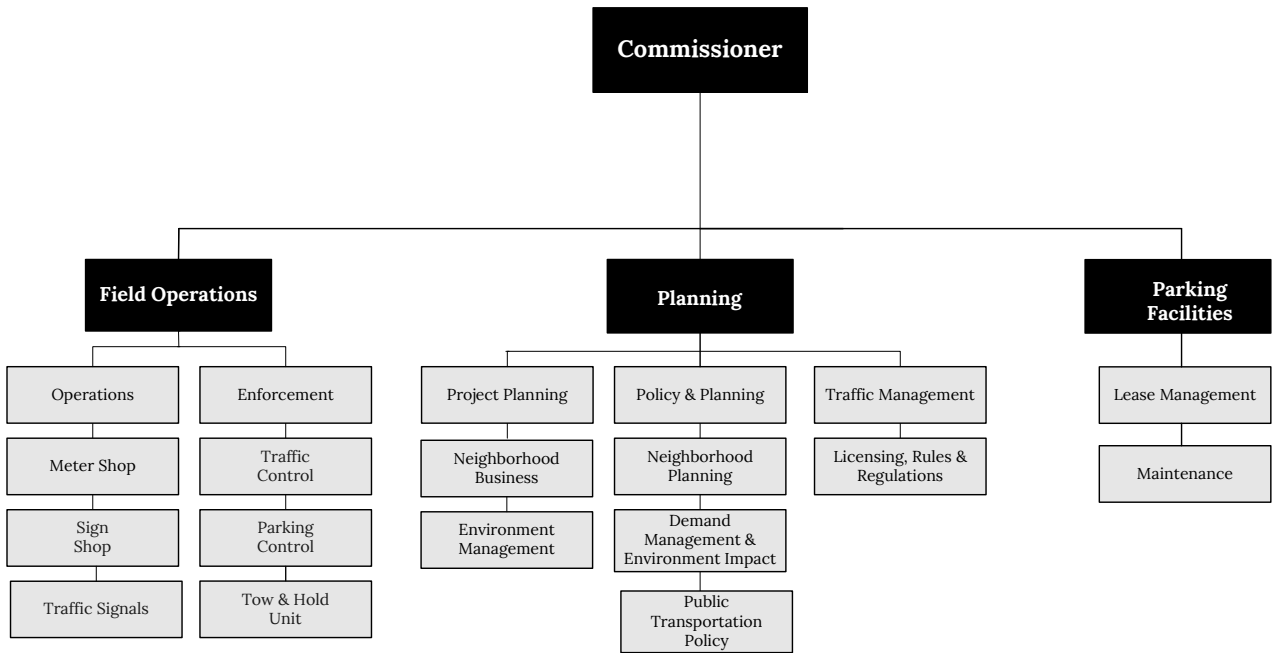 Commissioner
Field Operations
Planning
Parking
Facilities
Operations
Enforcement
Project Planning
Policy & Planning
Traffic Management
Lease Management
Meter Shop
Traffic
Control
Neighborhood
Business
Neighborhood
Planning
Licensing, Rules &
Regulations
Maintenance
Sign
Shop
Parking
Control
Environment
Management
Demand
Management &
Environment Impact
Traffic Signals
Tow & Hold
Unit
Public
Transportation
Policy